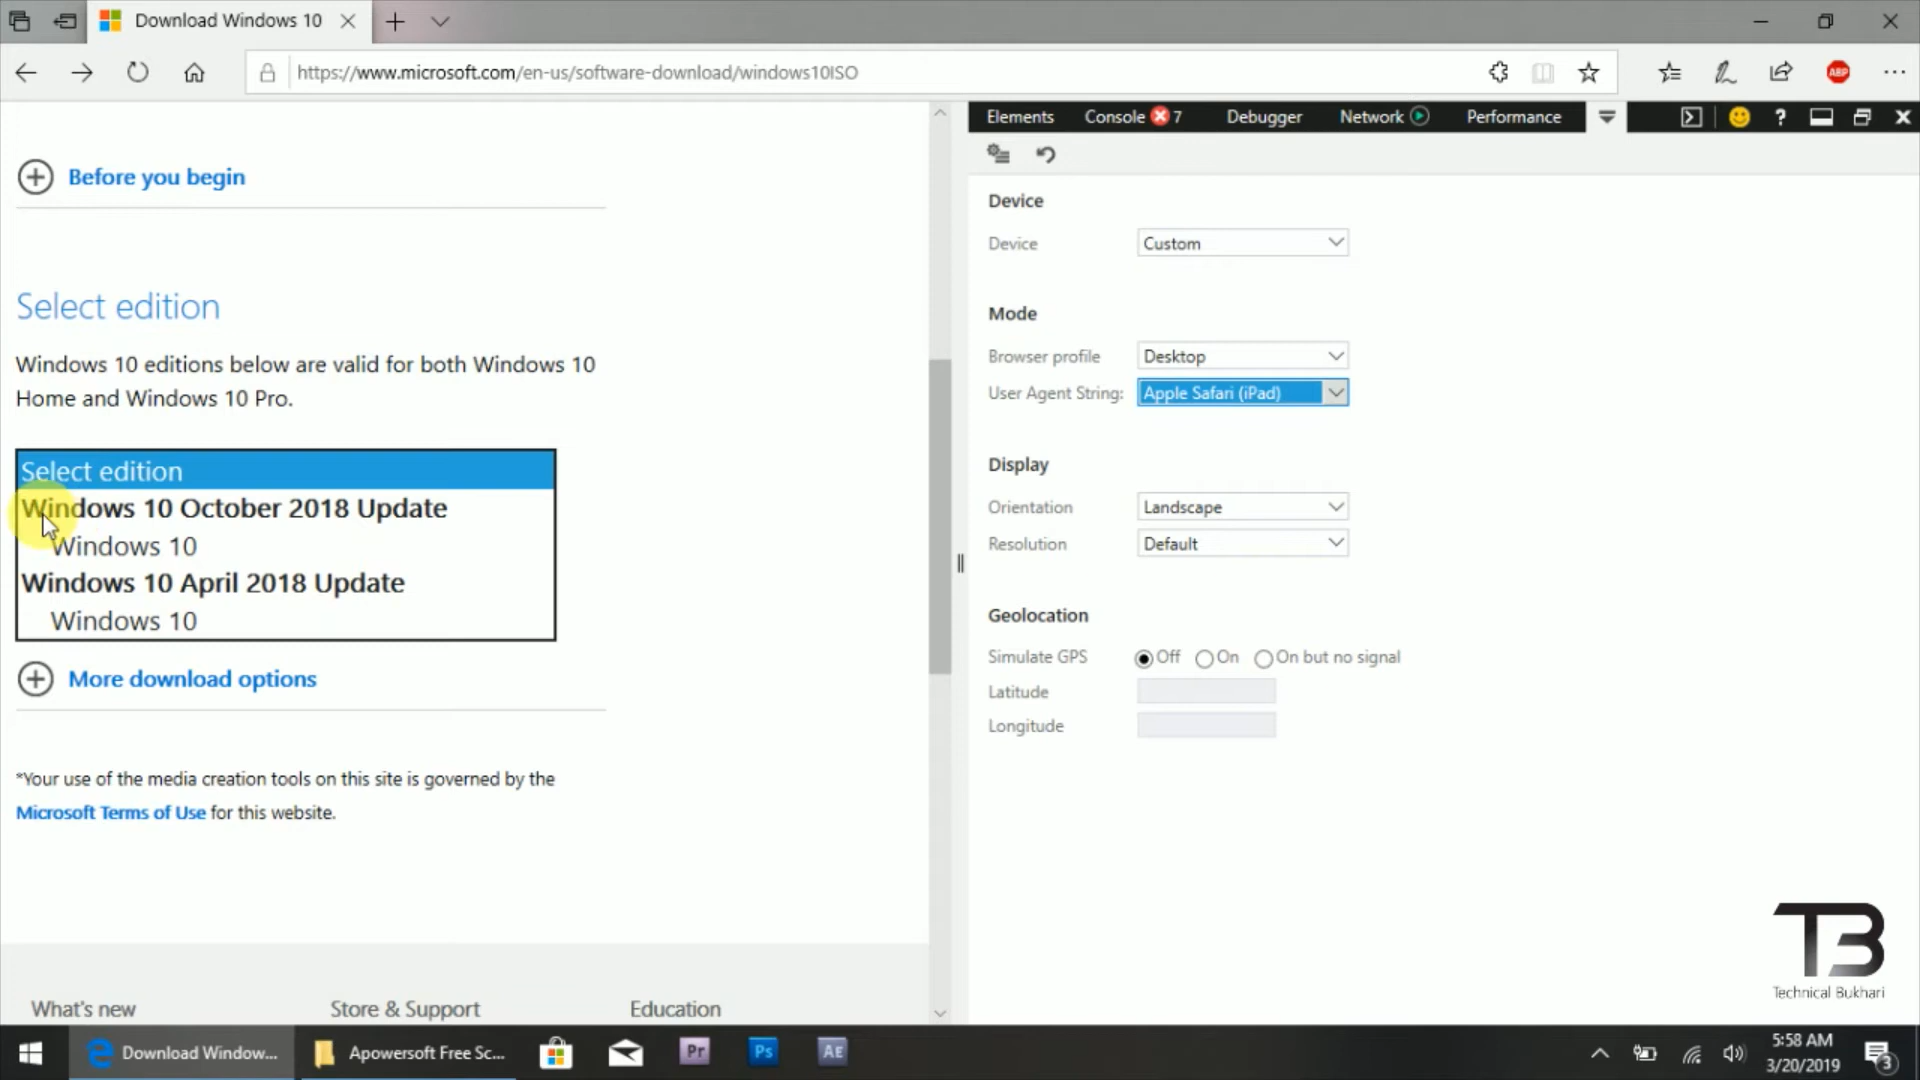 Download Windows 10
https://www.microsoft.com/en-us/software-download/windows10ISO
ABP
Before you begin
Select edition
Windows 10 editions below are valid for both Windows 10
Home and Windows 10 Pro.
Select edition
Windows 10 October 2018 Update
Windows 10
Windows 10 April 2018 Update
Windows 10
More download options
*Your use of the media creation tools on this site is governed by the
Microsoft Terms of Use for this website.
What's new
Store & Support
Education
Elements
Console 7
Debugger
Network
Performance
?
Device
Device Custom
Mode
Browser profile Desktop
User Agent String: Apple Safari (iPad)
Display
Orientation Landscape
Resolution Default
Geolocation
Simulate GPS Off On On but no signal
Latitude
Longitude
TB
Technical Bukhari
Download Window...
Apowersoft Free Sc...
Pr
Ps
AE
5:58 AM
3/20/2019
3